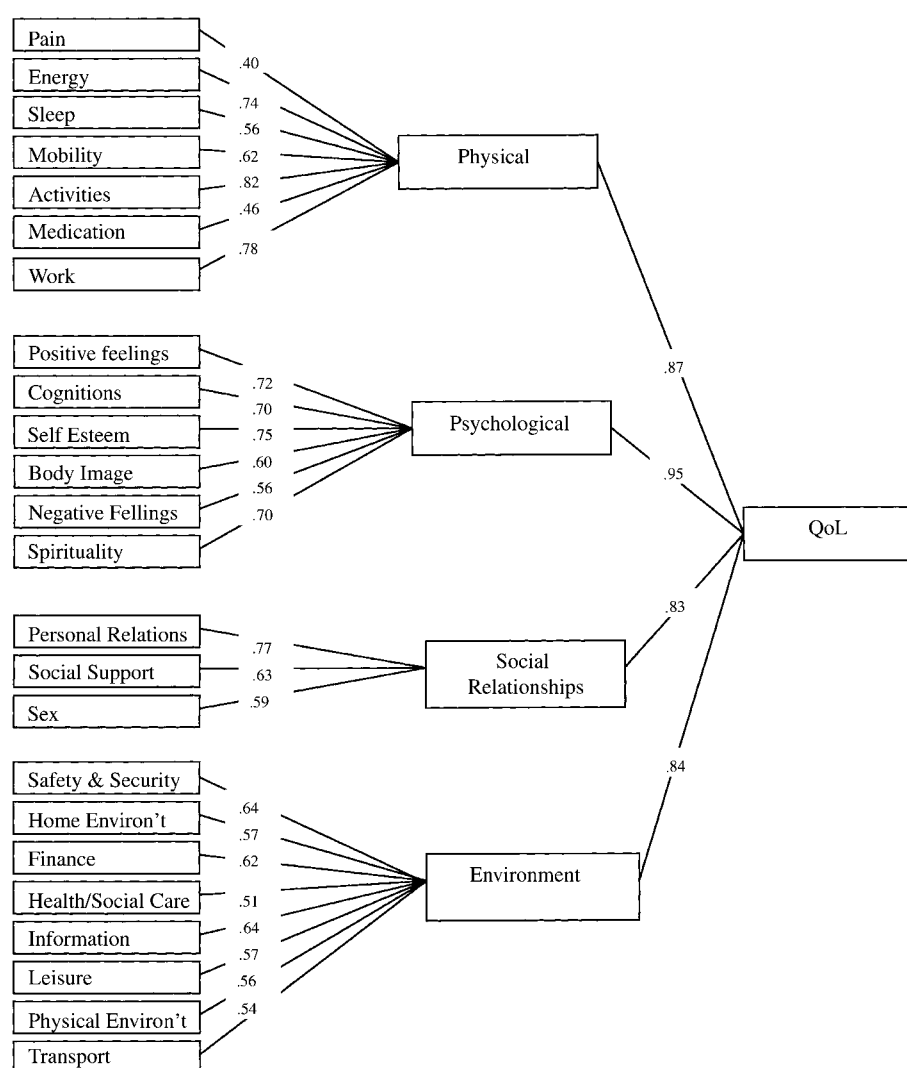 Pain
.40
Energy
.74
Sleep
.56
Physical
Mobility
.62
Activities
.82
Medication
.46
Work
.78
Positive feelings
.72
Cognitions
.70
Psychological
Self Esteem
.75
Body Image
.60
Negative Fellings
.56
Spirituality
.70
.87
.95
QoL
.83
.84
Personal Relations
.77
Social Support
.63
Social
Relationships
Sex
.59
Safety & Security
.64
Home Environ't
.57
Finance
.62
Environment
Health/Social Care
.51
Information
.64
Leisure
.57
Physical Environ't
.56
Transport
.54